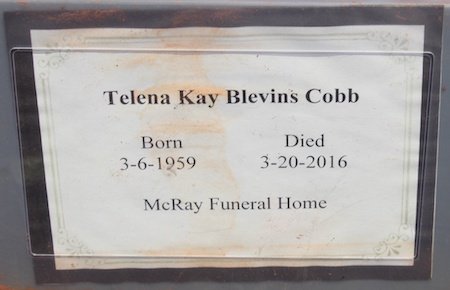 Telena Kay Blevins Cobb
Born Died
3-6-1959 3-20-2016
McRay Funeral Home